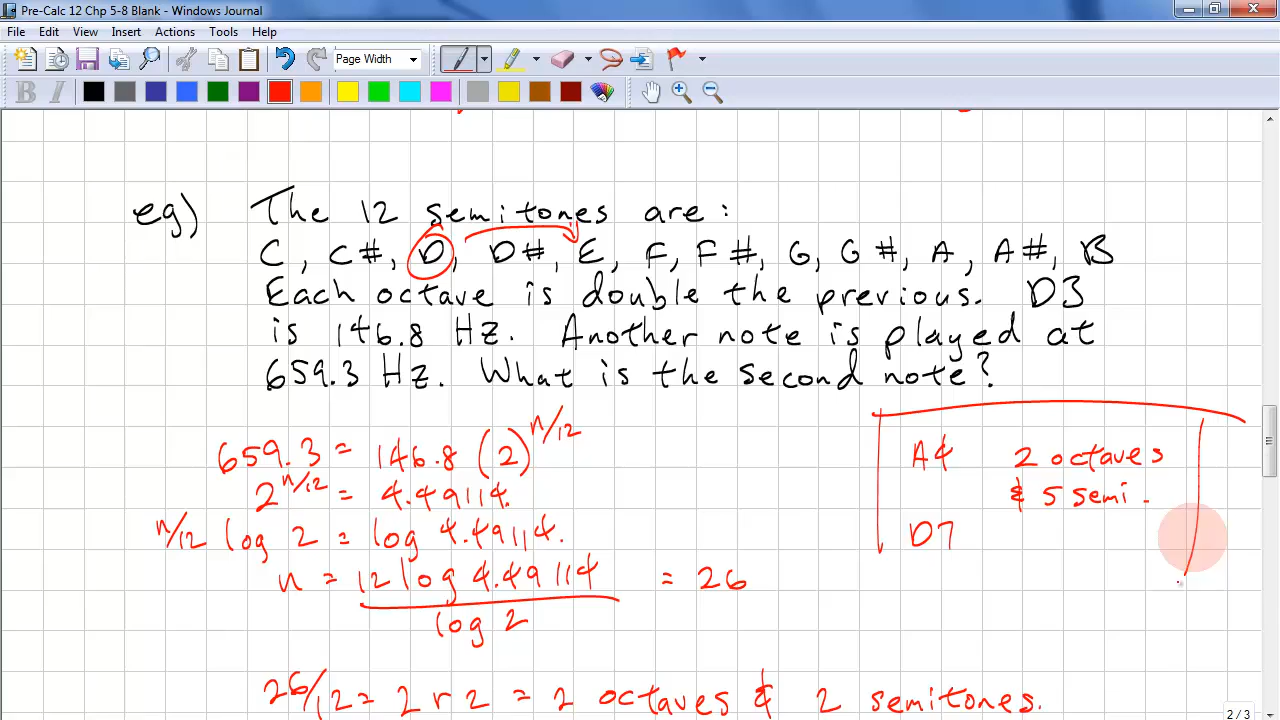 Pre-Calc 12 Chp 5-8 Blank - Windows Journal
File Edit View Insert Actions Tools Help
Page Width
B I
eg) The 12 semitones are :
C, C#, D, D#, E, F, F#, G, G#, A, A#, B
Each octave is double the previous. D3
is 146.8 Hz. Another note is played at
659.3 Hz. What is the second note?
659.3 = 146.8 (2)^n/12
2^n/12 = 4.49114.
n/12 log 2 = log 4.49114.
n = 12 log 4.49114 = 26
log 2
26/12 = 2 r 2 = 2 octaves & 2 semitones.
A4 2 octaves
& 5 semi.
D7
2/3